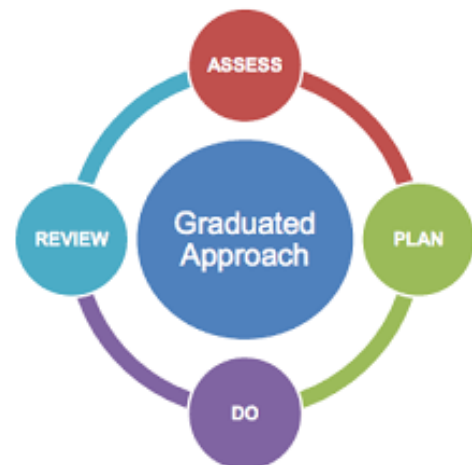 ASSESS
Graduated
Approach
REVIEW
PLAN
DO